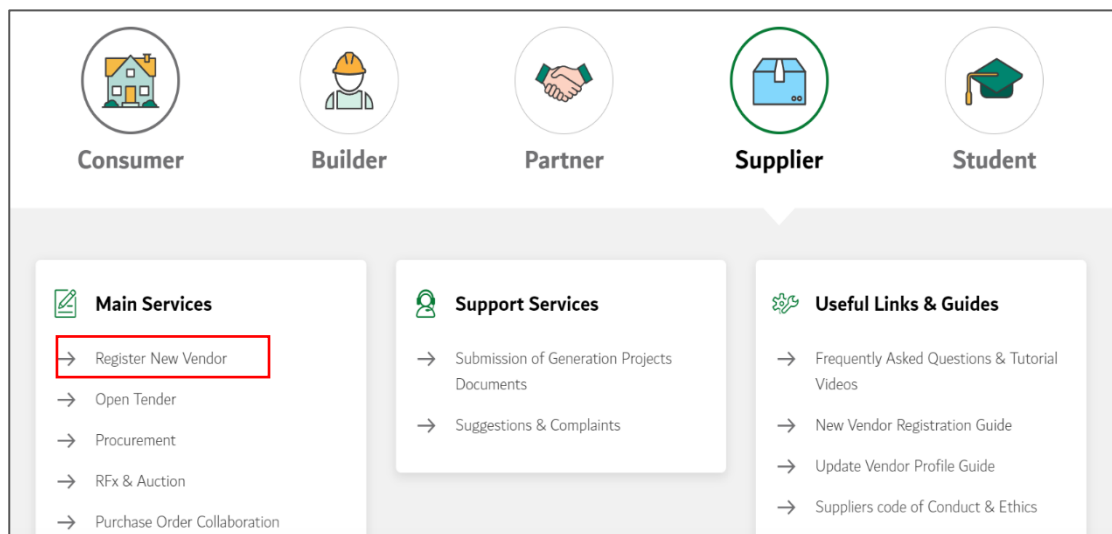 Consumer
Builder
Partner
Supplier
Student
Main Services
Register New Vendor
Open Tender
Procurement
RFx & Auction
Purchase Order Collaboration
Support Services
Submission of Generation Projects
Documents
Suggestions & Complaints
Useful Links & Guides
Frequently Asked Questions & Tutorial
Videos
New Vendor Registration Guide
Update Vendor Profile Guide
Suppliers code of Conduct & Ethics